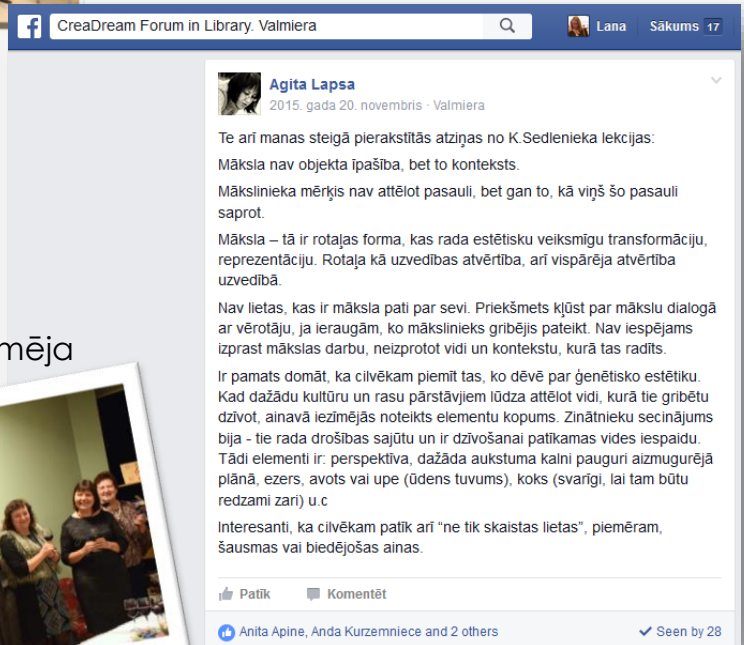 CreaDream Forum in Library. Valmiera
Lana
Sākums 17
Agita Lapsa
2015. gada 20. novembris · Valmiera
Te arī manas steigā pierakstītās atziņas no K.Sedlenieka lekcijas:
Māksla nav objekta īpašība, bet to konteksts.
Mākslinieka mērķis nav attēlot pasauli, bet gan to, kā viņš šo pasauli
saprot.
Māksla – tā ir rotaļas forma, kas rada estētisku veiksmīgu transformāciju,
reprezentāciju. Rotaļa kā uzvedības atvērtība, arī vispārēja atvērtība
uzvedībā.
Nav lietas, kas ir māksla pati par sevi. Priekšmets kļūst par mākslu dialogā
ar vērotāju, ja ieraugām, ko mākslinieks gribējis pateikt. Nav iespējams
izprast mākslas darbu, neizprotot vidi un kontekstu, kurā tas radīts.
Ir pamats domāt, ka cilvēkam piemīt tas, ko dēvē par ģenētisko estētiku.
Kad dažādu kultūru un rasu pārstāvjiem lūdza attēlot vidi, kurā tie gribētu
dzīvot, ainavā iezīmējās noteikts elementu kopums. Zinātnieku secinājums
bija - tie rada drošības sajūtu un ir dzīvošanai patīkamas vides iespaidu.
Tādi elementi ir: perspektīva, dažāda aukstuma kalni pauguri aizmugurējā
plānā, ezers, avots vai upe (ūdens tuvums), koks (svarīgi, lai tam būtu
redzami zari) u.c
Interesanti, ka cilvēkam patīk arī “ne tik skaistas lietas”, piemēram,
šausmas vai biedējošas ainas.
Patīk
Komentēt
Anita Apine, Anda Kurzemniece and 2 others
Seen by 28
mēja